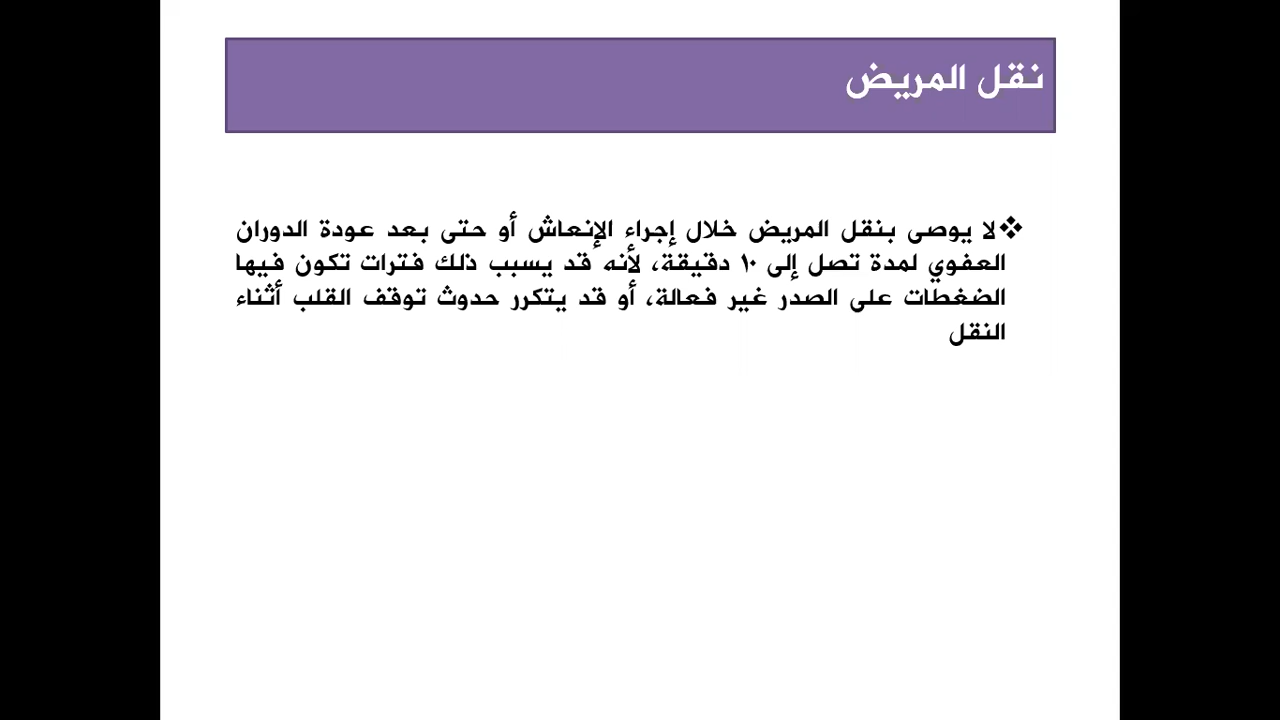 نقل المريض
❖لا يوصى بنقل المريض خلال إجراء الإنعاش أو حتى بعد عودة الدوران
العفوي لمدة تصل إلى ١٠ دقيقة، لأنه قد يسبب ذلك فترات تكون فيها
الضغطات على الصدر غير فعالة، أو قد يتكرر حدوث توقف القلب أثناء
النقل